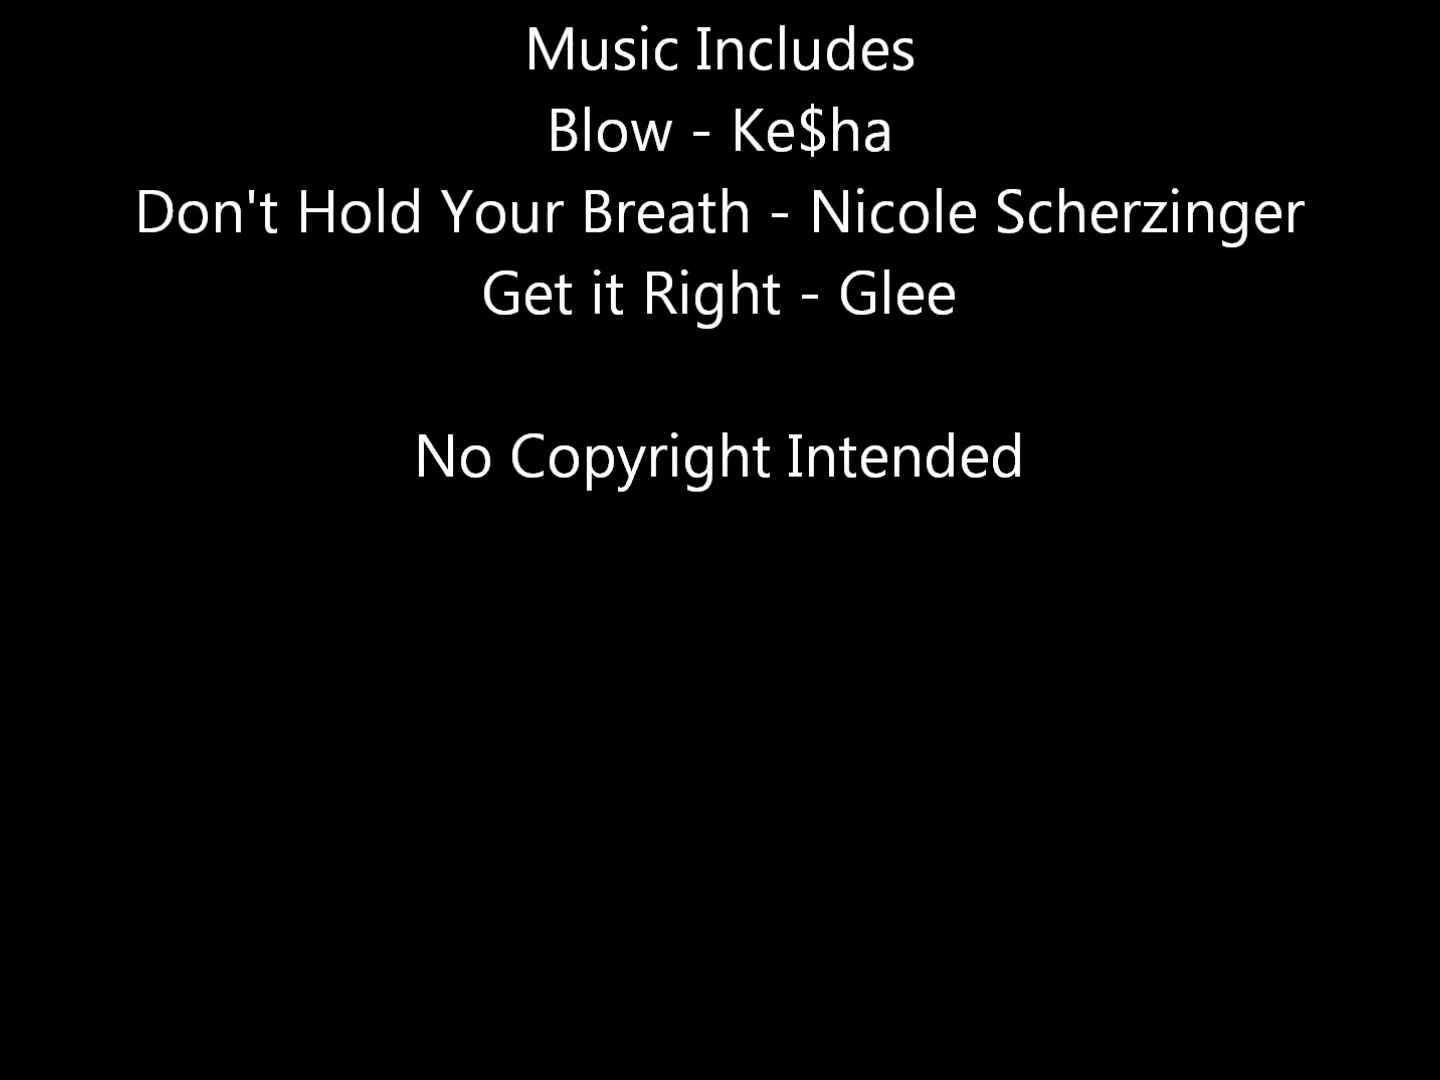 Music Includes
Blow - Ke$ha
Don't Hold Your Breath - Nicole Scherzinger
Get it Right - Glee
No Copyright Intended